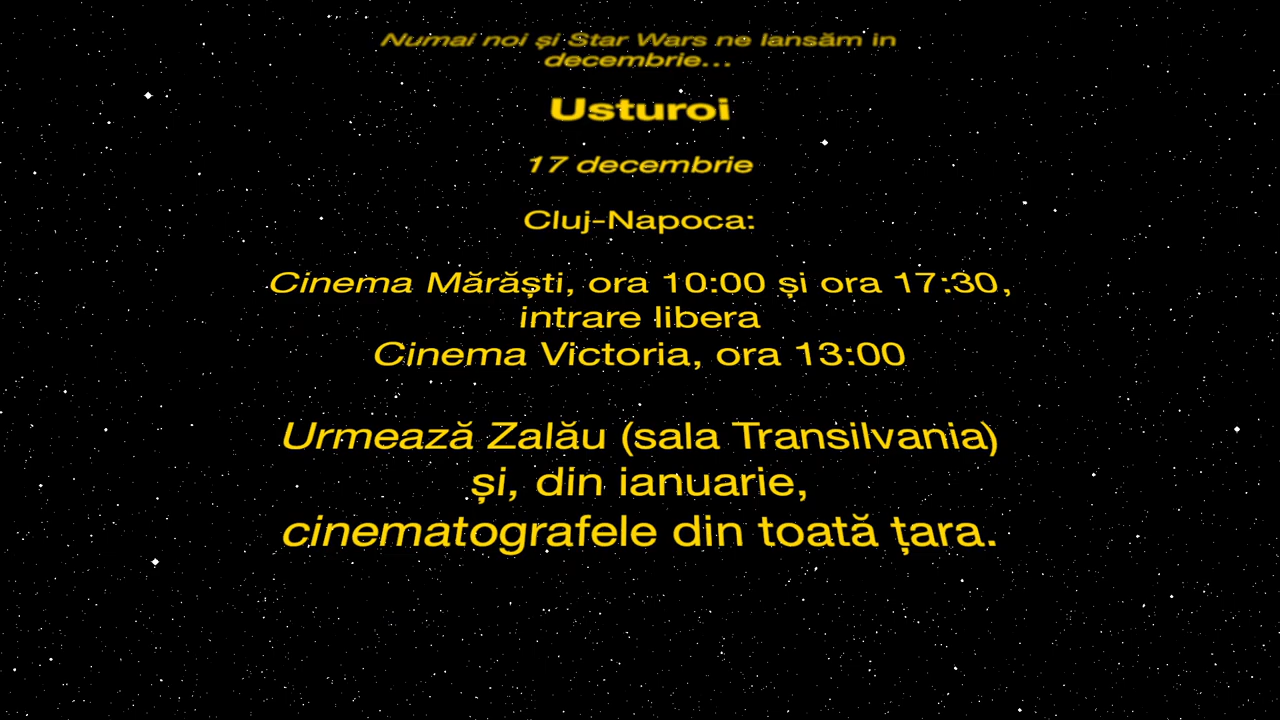 Numai noi și Star Wars ne lansăm in
decembrie...
Usturoi
17 decembrie
Cluj-Napoca:
Cinema Mărăști, ora 10:00 și ora 17:30,
intrare libera
Cinema Victoria, ora 13:00
Urmează Zalău (sala Transilvania)
și, din ianuarie,
cinematografele din toată țara.